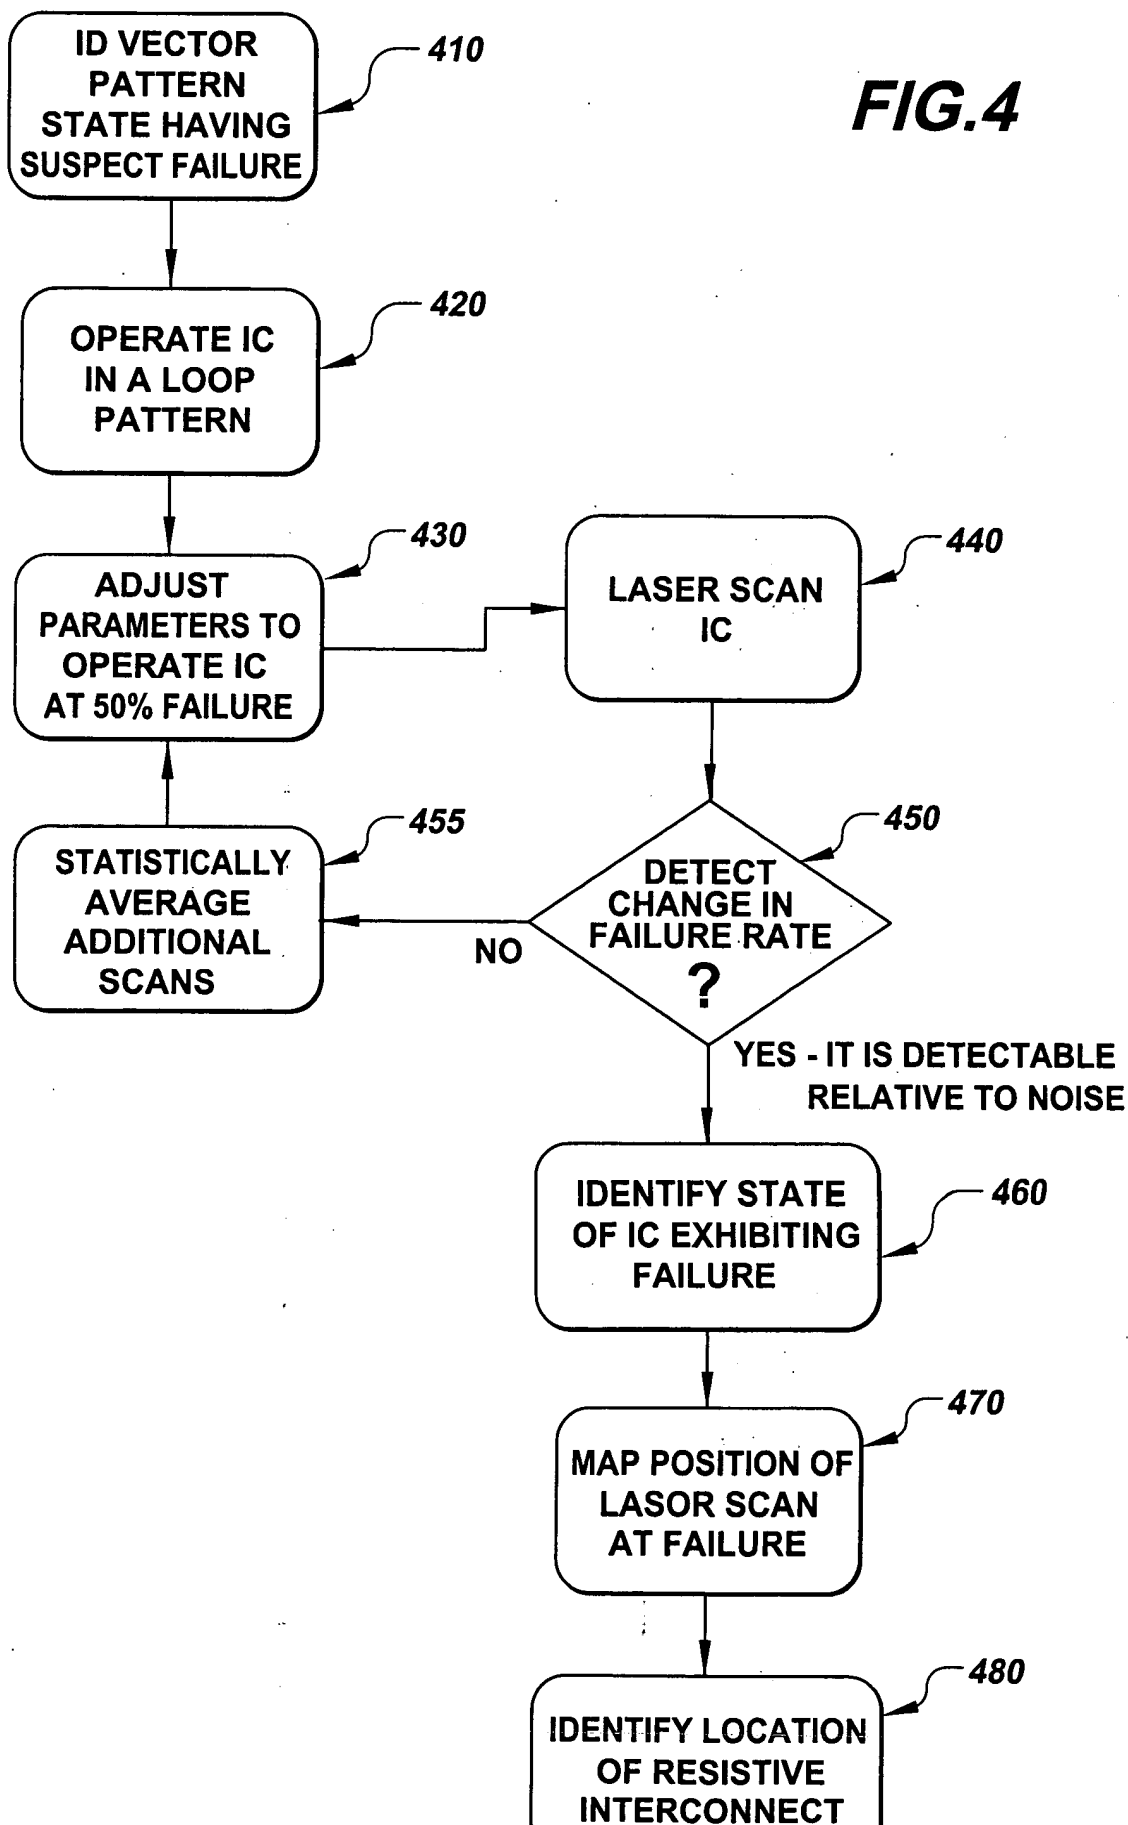 FIG.4
ID VECTOR
PATTERN
STATE HAVING
SUSPECT FAILURE
410
OPERATE IC
IN A LOOP
PATTERN
420
ADJUST
PARAMETERS TO
OPERATE IC
AT 50% FAILURE
430
LASER SCAN
IC
440
DETECT
CHANGE IN
FAILURE RATE
?
450
NO
STATISTICALLY
AVERAGE
ADDITIONAL
SCANS
455
YES - IT IS DETECTABLE
RELATIVE TO NOISE
IDENTIFY STATE
OF IC EXHIBITING
FAILURE
460
MAP POSITION OF
LASOR SCAN
AT FAILURE
470
IDENTIFY LOCATION
OF RESISTIVE
INTERCONNECT
480